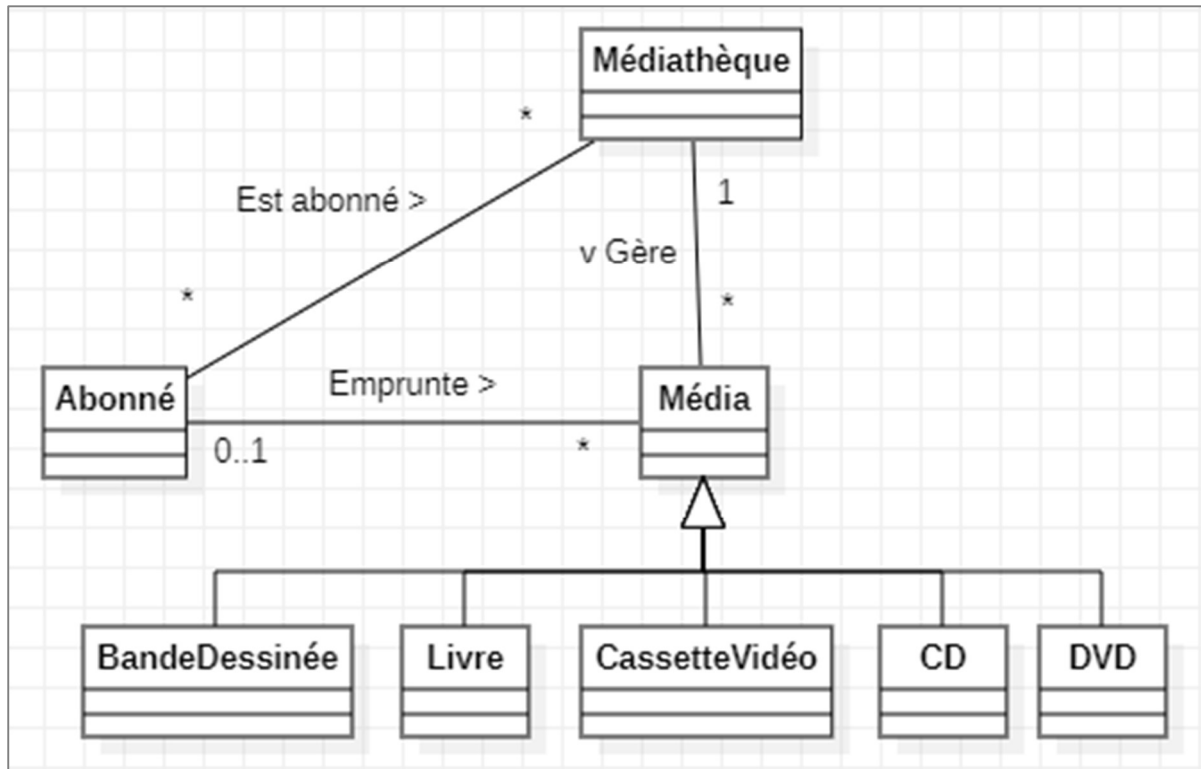 Médiathèque
*
1
Est abonné >
v Gère
*
*
Abonné
Emprunte >
Média
0..1
*
BandeDessinée
Livre
CassetteVidéo
CD
DVD